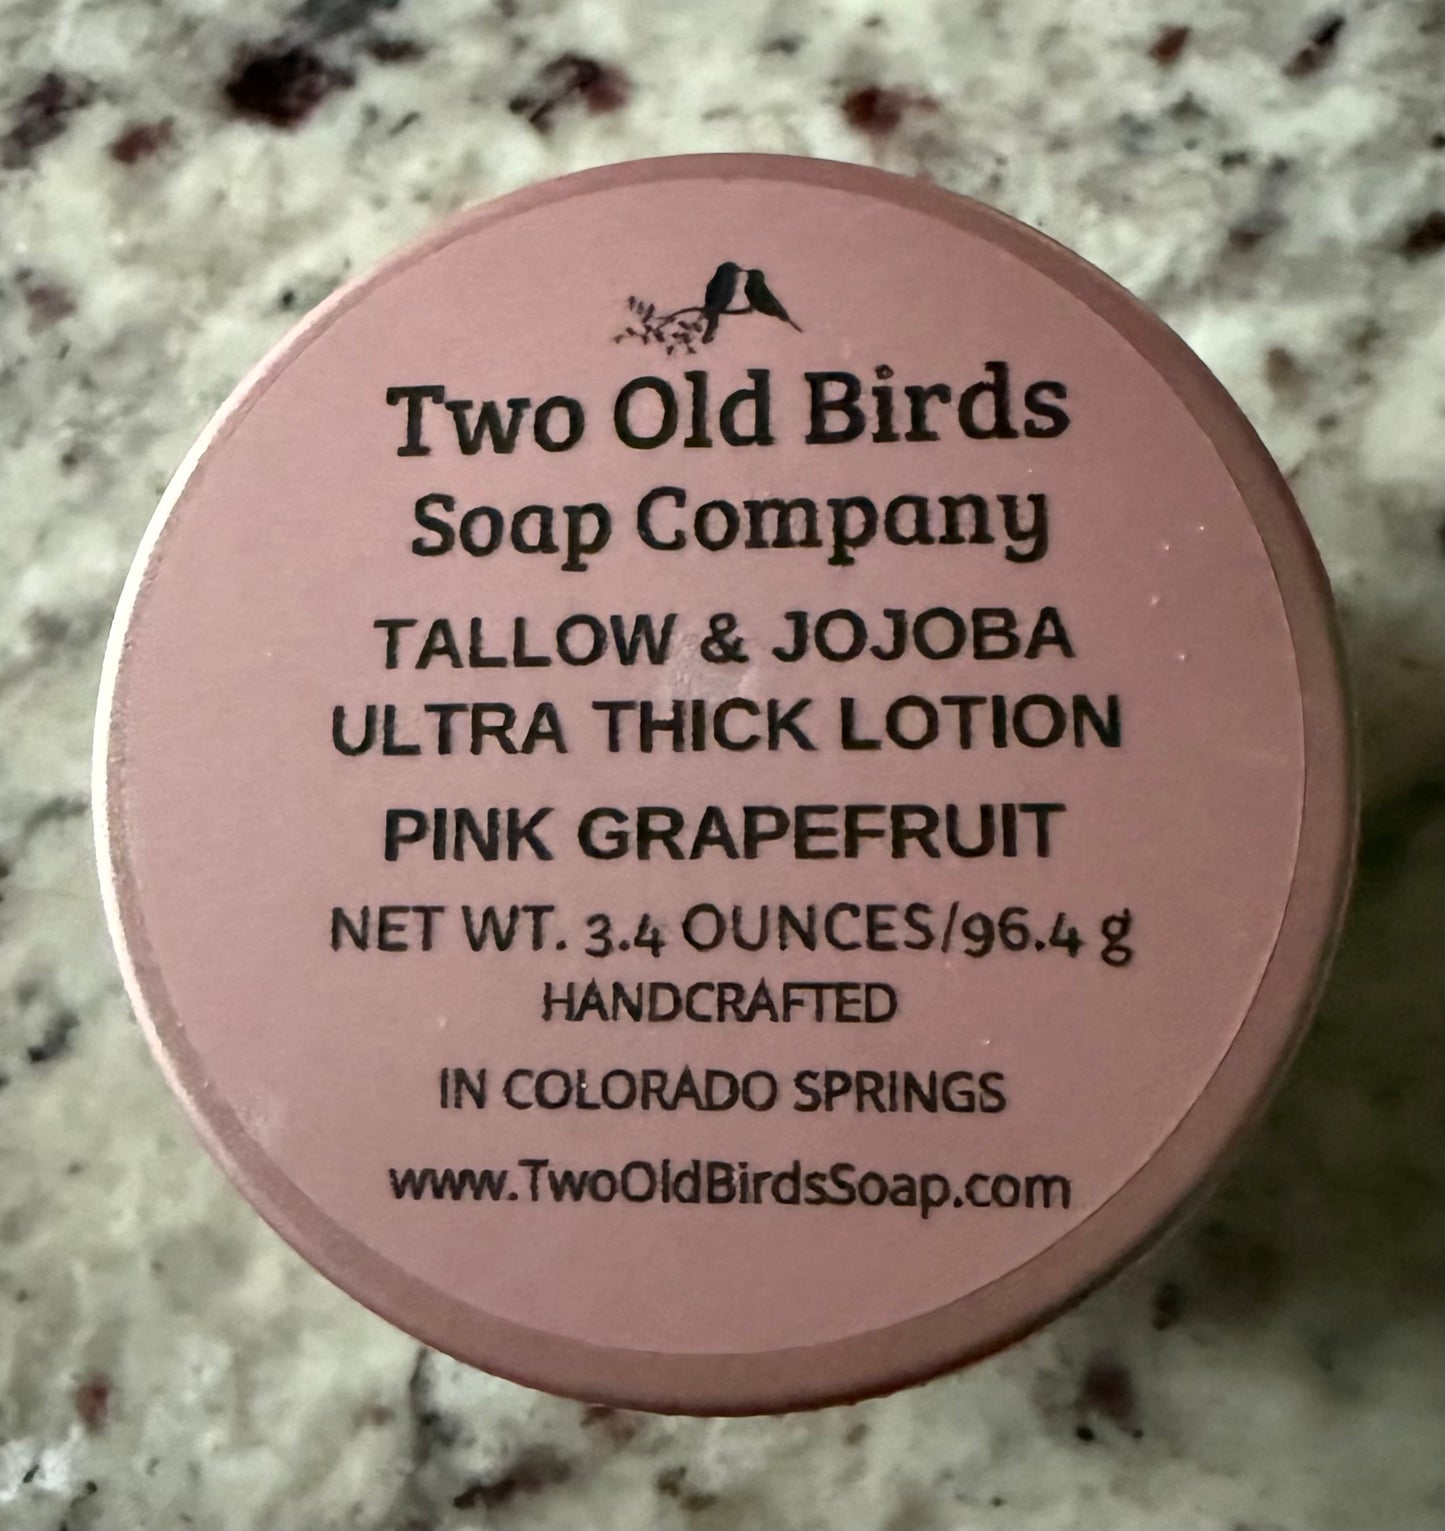 Two Old Birds
Soap Company
TALLOW & JOJOBA
ULTRA THICK LOTION
PINK GRAPEFRUIT
NET WT. 3.4 OUNCES/96.4 g
HANDCRAFTED
IN COLORADO SPRINGS
www.TwoOldBirdsSoap.com